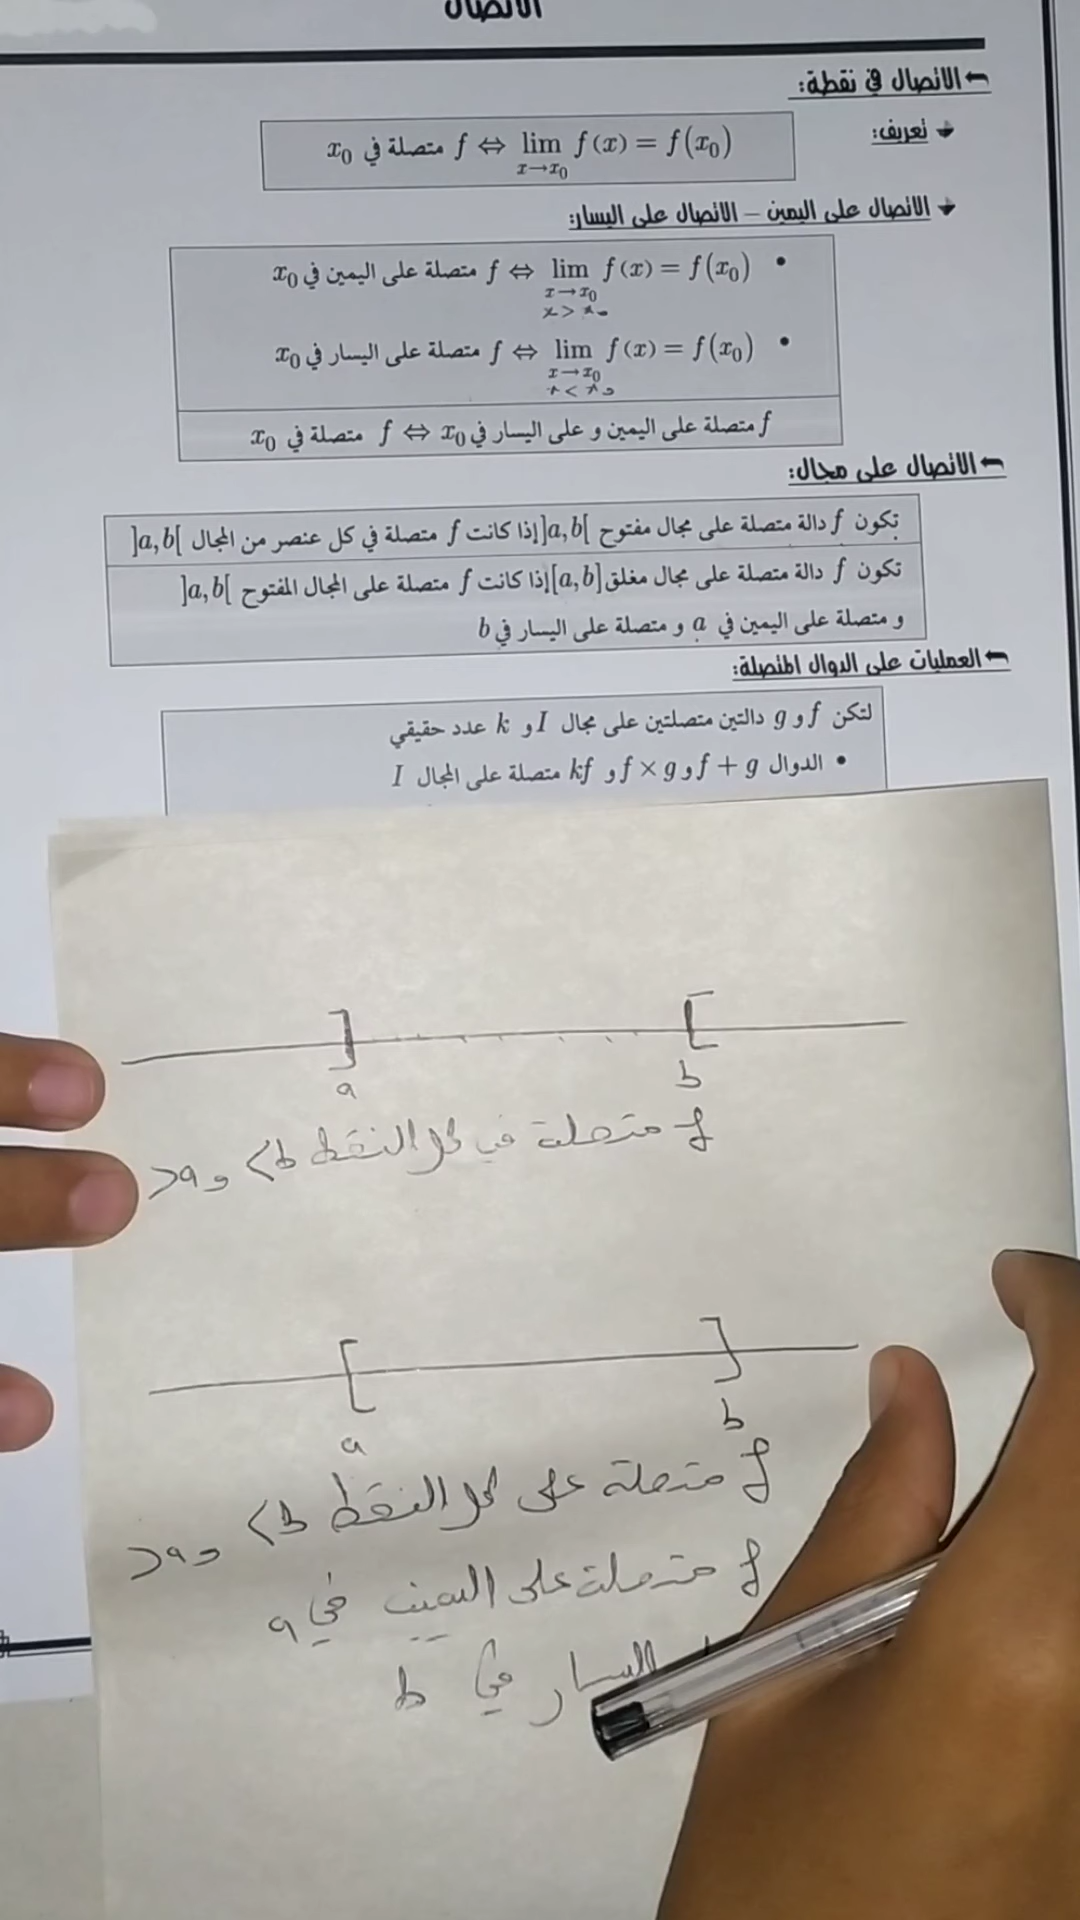 الاتصال
الاتصال في نقطة:
تعريف:
f متصلة في x₀ ⇔ lim f(x) = f(x₀)
x→x₀
الاتصال على اليمين – الاتصال على اليسار:
• f متصلة على اليمين في x₀ ⇔ lim f(x) = f(x₀)
x→x₀
x > x₀
• f متصلة على اليسار في x₀ ⇔ lim f(x) = f(x₀)
x→x₀
x < x₀
f متصلة على اليمين و على اليسار في x₀ ⇔ f متصلة في x₀
الاتصال على مجال:
تكون f دالة متصلة على مجال مفتوح ]a,b[ إذا كانت f متصلة في كل عنصر من المجال ]a,b[
تكون f دالة متصلة على مجال مغلق [a,b] إذا كانت f متصلة على المجال المفتوح ]a,b[
و متصلة على اليمين في a و متصلة على اليسار في b
العمليات على الدوال المتصلة:
لتكن f و g دالتين متصلتين على مجال I و k عدد حقيقي
• الدوال f + g و f × g و kf متصلة على المجال I
] [
a b
f متصلة في كل النقط <b و >a
[ ]
a b
f متصلة على كل النقط <b و >a
f متصلة على اليمين في a
اليسار في b